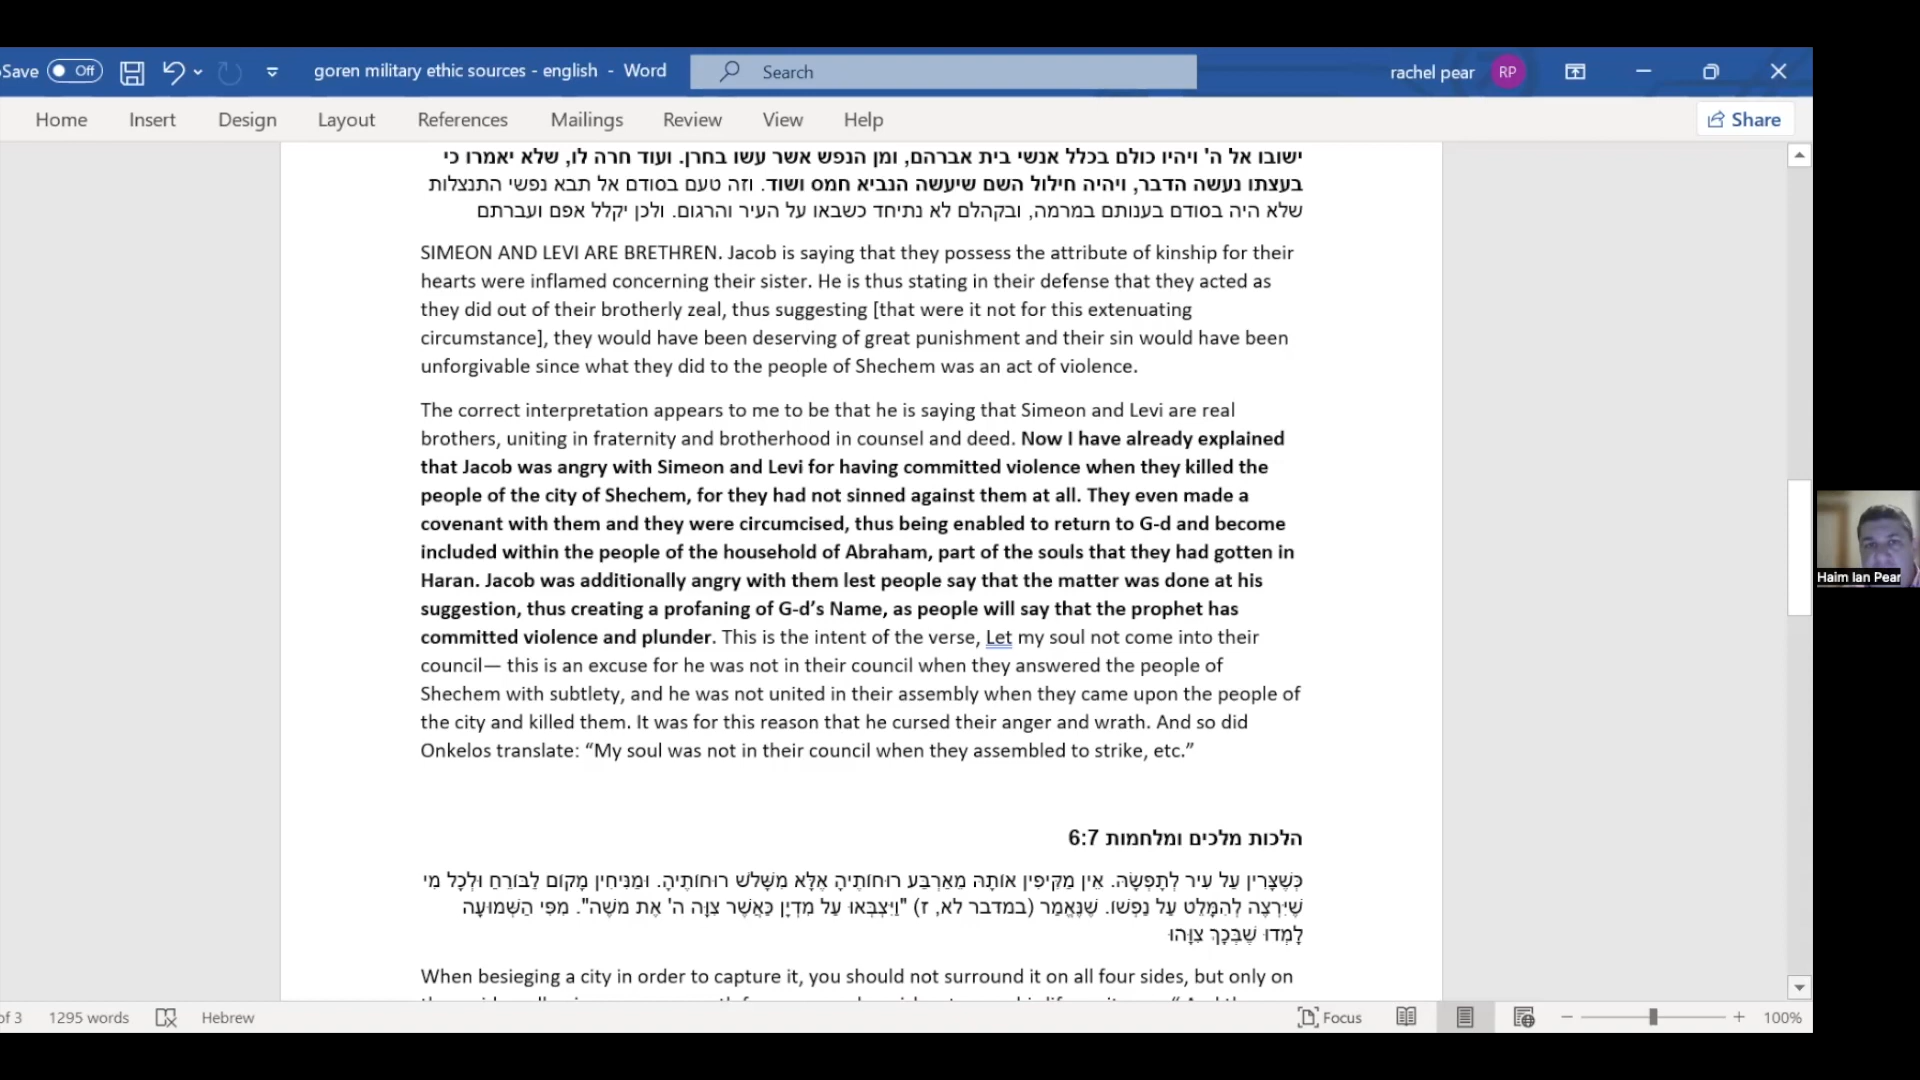 Save Off goren military ethic sources - english - Word Search rachel pear RP
Home Insert Design Layout References Mailings Review View Help Share
ישובו אל ה' ויהיו כולם בכלל אנשי בית אברהם, ומן הנפש אשר עשו בחרן. ועוד חרה לו, שלא יאמרו כי
בעצתו נעשה הדבר, ויהיה חילול השם שיעשה הנביא חמס ושוד. וזה טעם בסודם אל תבא נפשי התנצלות
שלא היה בסודם בענותם במרמה, ובקהלם לא נתיחד כשבאו על העיר והרגום. ולכן יקלל אפם ועברתם
SIMEON AND LEVI ARE BRETHREN. Jacob is saying that they possess the attribute of kinship for their
hearts were inflamed concerning their sister. He is thus stating in their defense that they acted as
they did out of their brotherly zeal, thus suggesting [that were it not for this extenuating
circumstance], they would have been deserving of great punishment and their sin would have been
unforgivable since what they did to the people of Shechem was an act of violence.
The correct interpretation appears to me to be that he is saying that Simeon and Levi are real
brothers, uniting in fraternity and brotherhood in counsel and deed. Now I have already explained
that Jacob was angry with Simeon and Levi for having committed violence when they killed the
people of the city of Shechem, for they had not sinned against them at all. They even made a
covenant with them and they were circumcised, thus being enabled to return to G-d and become
included within the people of the household of Abraham, part of the souls that they had gotten in
Haran. Jacob was additionally angry with them lest people say that the matter was done at his
suggestion, thus creating a profaning of G-d’s Name, as people will say that the prophet has
committed violence and plunder. This is the intent of the verse, Let my soul not come into their
council— this is an excuse for he was not in their council when they answered the people of
Shechem with subtlety, and he was not united in their assembly when they came upon the people of
the city and killed them. It was for this reason that he cursed their anger and wrath. And so did
Onkelos translate: “My soul was not in their council when they assembled to strike, etc.”
הלכות מלכים ומלחמות 6:7
כְּשֶׁצָּרִין עַל עִיר לְתָפְשָׂהּ. אֵין מַקִּיפִין אוֹתָהּ מֵאַרְבַּע רוּחוֹתֶיהָ אֶלָּא מִשָּׁלֹשׁ רוּחוֹתֶיהָ. וּמַנִּיחִין מָקוֹם לַבּוֹרֵחַ וּלְכָל מִי
שֶׁיִּרְצֶה לְהִמָּלֵט עַל נַפְשׁוֹ. שֶׁנֶּאֱמַר (במדבר לא, ז) "וַיִּצְבְּאוּ עַל מִדְיָן כַּאֲשֶׁר צִוָּה ה' אֶת משֶׁה". מִפִּי הַשְּׁמוּעָה
לָמְדוּ שֶׁבְּכָךְ צִוָּהוּ
When besieging a city in order to capture it, you should not surround it on all four sides, but only on
Haim Ian Pear
of 3 1295 words Hebrew Focus 100%